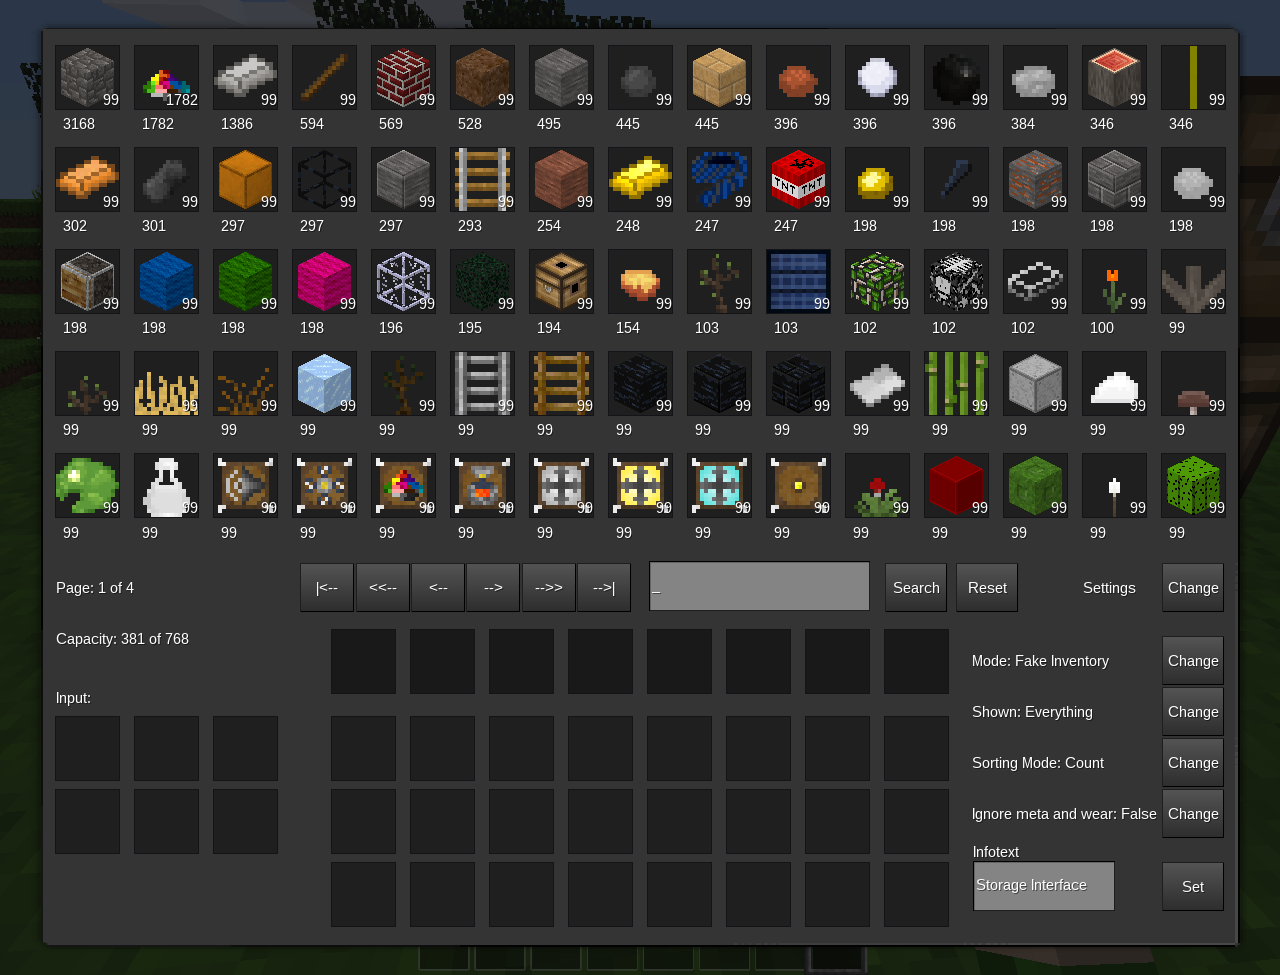 99 1782 99 99 99 99 99 99 99 99 99 99 99 99 99
3168 1782 1386 594 569 528 495 445 445 396 396 396 384 346 346
99 99 99 99 99 99 99 99 99 TNT TNT 99 99 99 99 99 99
302 301 297 297 297 293 254 248 247 247 198 198 198 198 198
99 99 99 99 99 99 99 99 99 99 99 99 99 99 99
198 198 198 198 196 195 194 154 103 103 102 102 102 100 99
99 99 99 99 99 99 99 99 99 99 99 99 99 99 99
99 99 99 99 99 99 99 99 99 99 99 99 99 99 99
99 99 99 99 99 99 99 99 99 99 99 99 99 99 99
99 99 99 99 99 99 99 99 99 99 99 99 99 99 99
Page: 1 of 4 |<-- <<-- <-- --> -->> -->| _ Search Reset Settings Change
Capacity: 381 of 768
Mode: Fake Inventory Change
Input:
Shown: Everything Change
Sorting Mode: Count Change
Ignore meta and wear: False Change
Infotext
Storage Interface Set